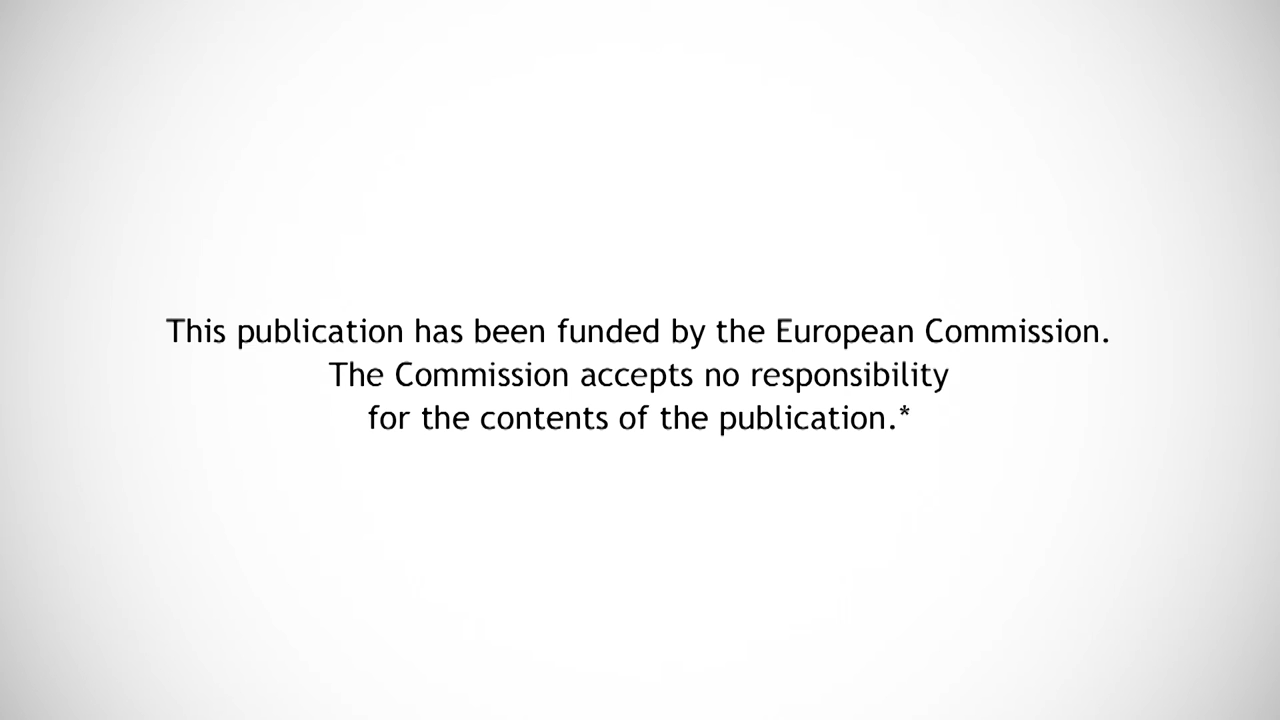 This publication has been funded by the European Commission.
The Commission accepts no responsibility
for the contents of the publication.*